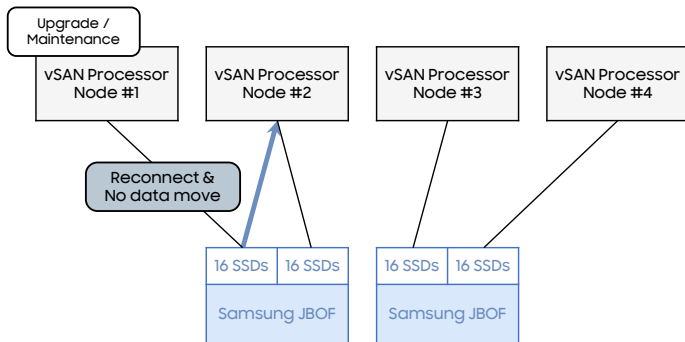 Upgrade /
Maintenance
vSAN Processor
Node #1
vSAN Processor
Node #2
vSAN Processor
Node #3
vSAN Processor
Node #4
Reconnect &
No data move
16 SSDs
16 SSDs
16 SSDs
16 SSDs
Samsung JBOF
Samsung JBOF